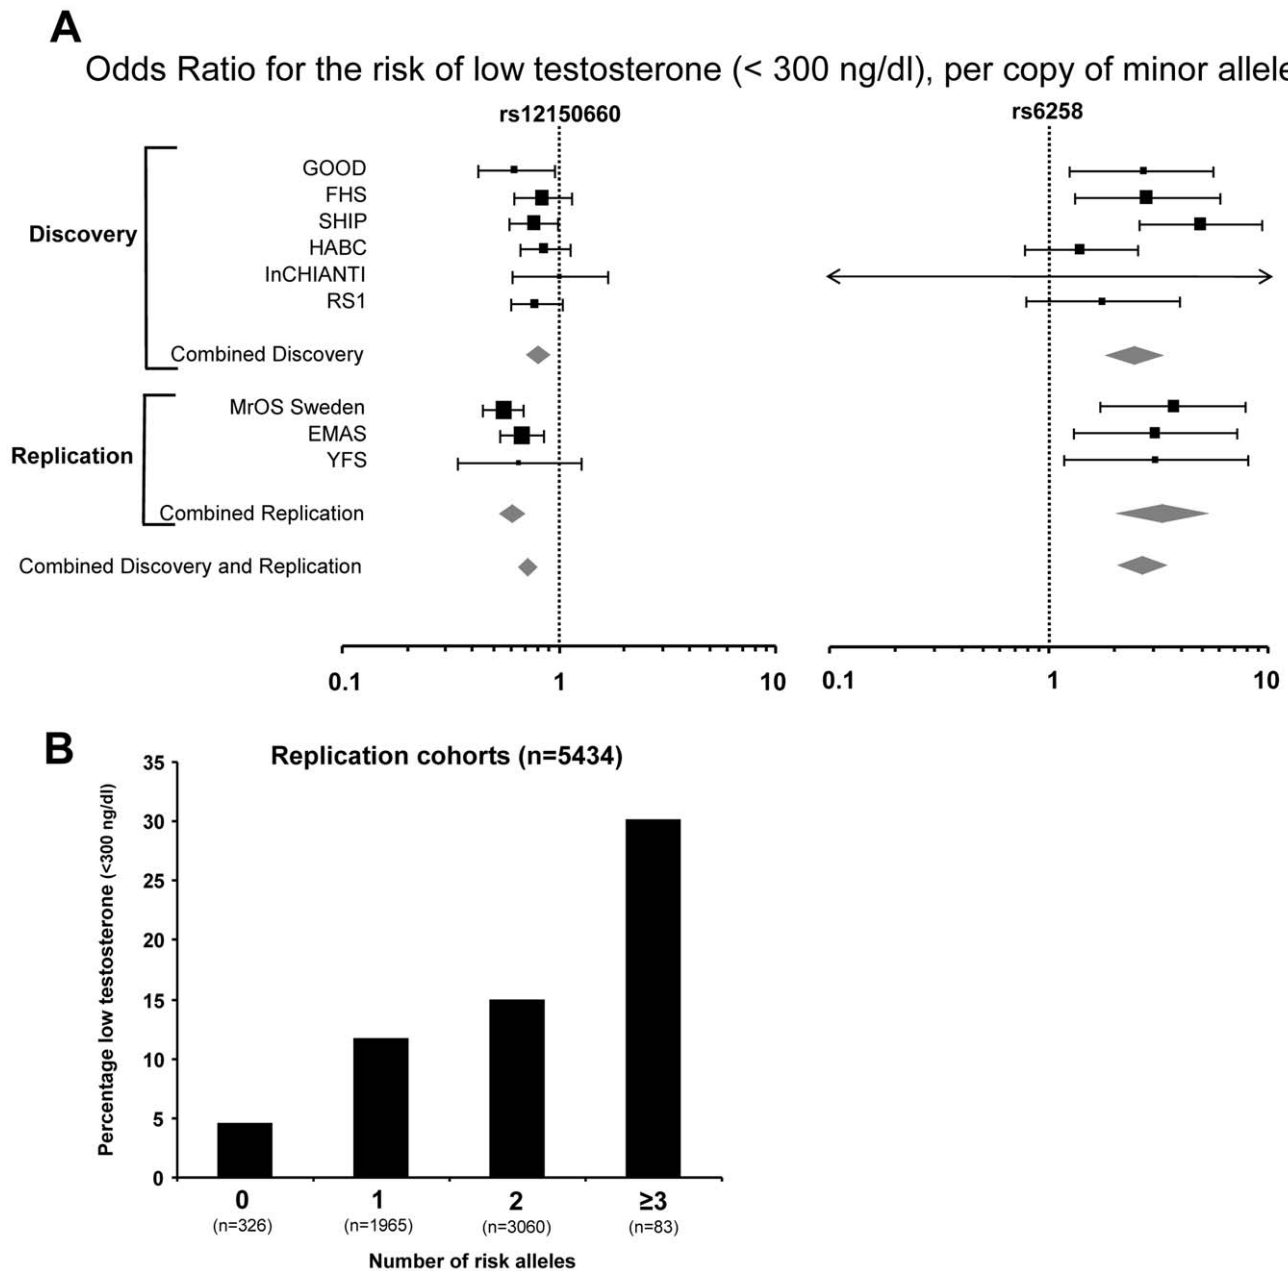 A
Odds Ratio for the risk of low testosterone (< 300 ng/dl), per copy of minor allele
rs12150660
rs6258
Discovery
GOOD
FHS
SHIP
HABC
InCHIANTI
RS1
Combined Discovery
Replication
MrOS Sweden
EMAS
YFS
Combined Replication
Combined Discovery and Replication
0.1 1 10
0.1 1 10
B
Replication cohorts (n=5434)
Percentage low testosterone (<300 ng/dl)
35
30
25
20
15
10
5
0
0 1 2 ≥3
(n=326) (n=1965) (n=3060) (n=83)
Number of risk alleles